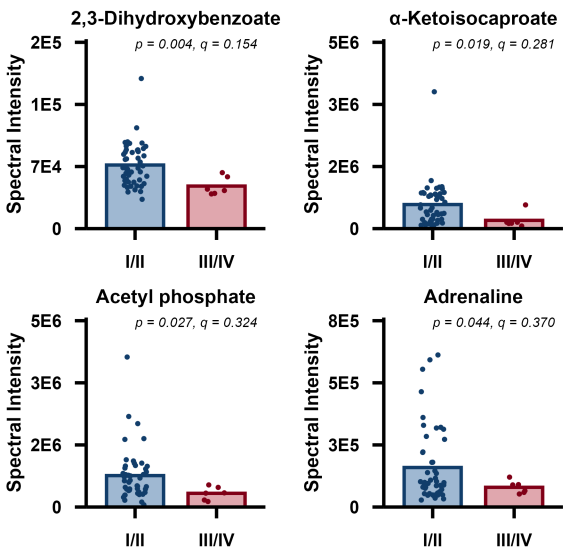 2,3-Dihydroxybenzoate
p = 0.004, q = 0.154
Spectral Intensity
2E5
1E5
7E4
0
I/II
III/IV
α-Ketoisocaproate
p = 0.019, q = 0.281
Spectral Intensity
5E6
3E6
2E6
0
I/II
III/IV
Acetyl phosphate
p = 0.027, q = 0.324
Spectral Intensity
5E6
3E6
2E6
0
I/II
III/IV
Adrenaline
p = 0.044, q = 0.370
Spectral Intensity
8E5
5E5
3E5
0
I/II
III/IV